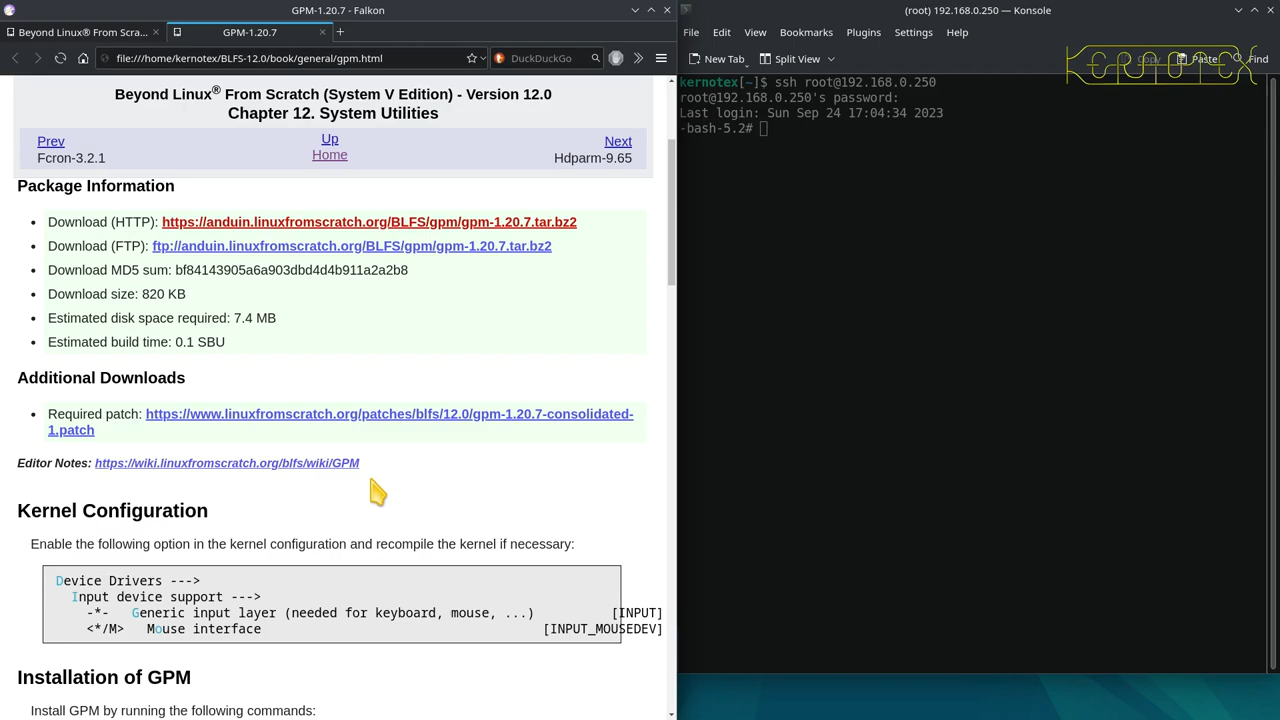 GPM-1.20.7 - Falkon
Beyond Linux® From Scra...
GPM-1.20.7
file:///home/kernotex/BLFS-12.0/book/general/gpm.html
DuckDuckGo
Beyond Linux® From Scratch (System V Edition) - Version 12.0
Chapter 12. System Utilities
Prev
Up
Next
Fcron-3.2.1
Home
Hdparm-9.65
Package Information
Download (HTTP): https://anduin.linuxfromscratch.org/BLFS/gpm/gpm-1.20.7.tar.bz2
Download (FTP): ftp://anduin.linuxfromscratch.org/BLFS/gpm/gpm-1.20.7.tar.bz2
Download MD5 sum: bf84143905a6a903dbd4d4b911a2a2b8
Download size: 820 KB
Estimated disk space required: 7.4 MB
Estimated build time: 0.1 SBU
Additional Downloads
Required patch: https://www.linuxfromscratch.org/patches/blfs/12.0/gpm-1.20.7-consolidated-
1.patch
Editor Notes: https://wiki.linuxfromscratch.org/blfs/wiki/GPM
Kernel Configuration
Enable the following option in the kernel configuration and recompile the kernel if necessary:
Device Drivers --->
Input device support --->
-*- Generic input layer (needed for keyboard, mouse, ...) [INPUT]
<*/M> Mouse interface [INPUT_MOUSEDEV]
Installation of GPM
Install GPM by running the following commands:
(root) 192.168.0.250 — Konsole
File Edit View Bookmarks Plugins Settings Help
New Tab Split View Copy Paste Find
KERNOTEX
kernotex[~]$ ssh root@192.168.0.250
root@192.168.0.250's password:
Last login: Sun Sep 24 17:04:34 2023
-bash-5.2#